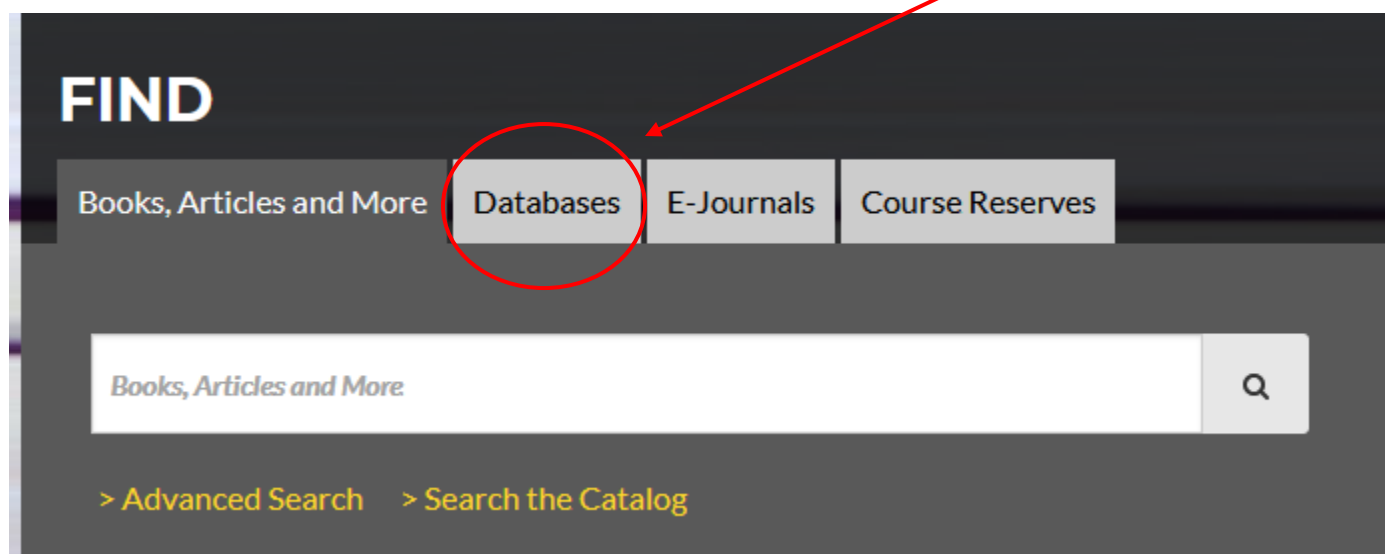 FIND
Books, Articles and More Databases E-Journals Course Reserves
Books, Articles and More
> Advanced Search > Search the Catalog